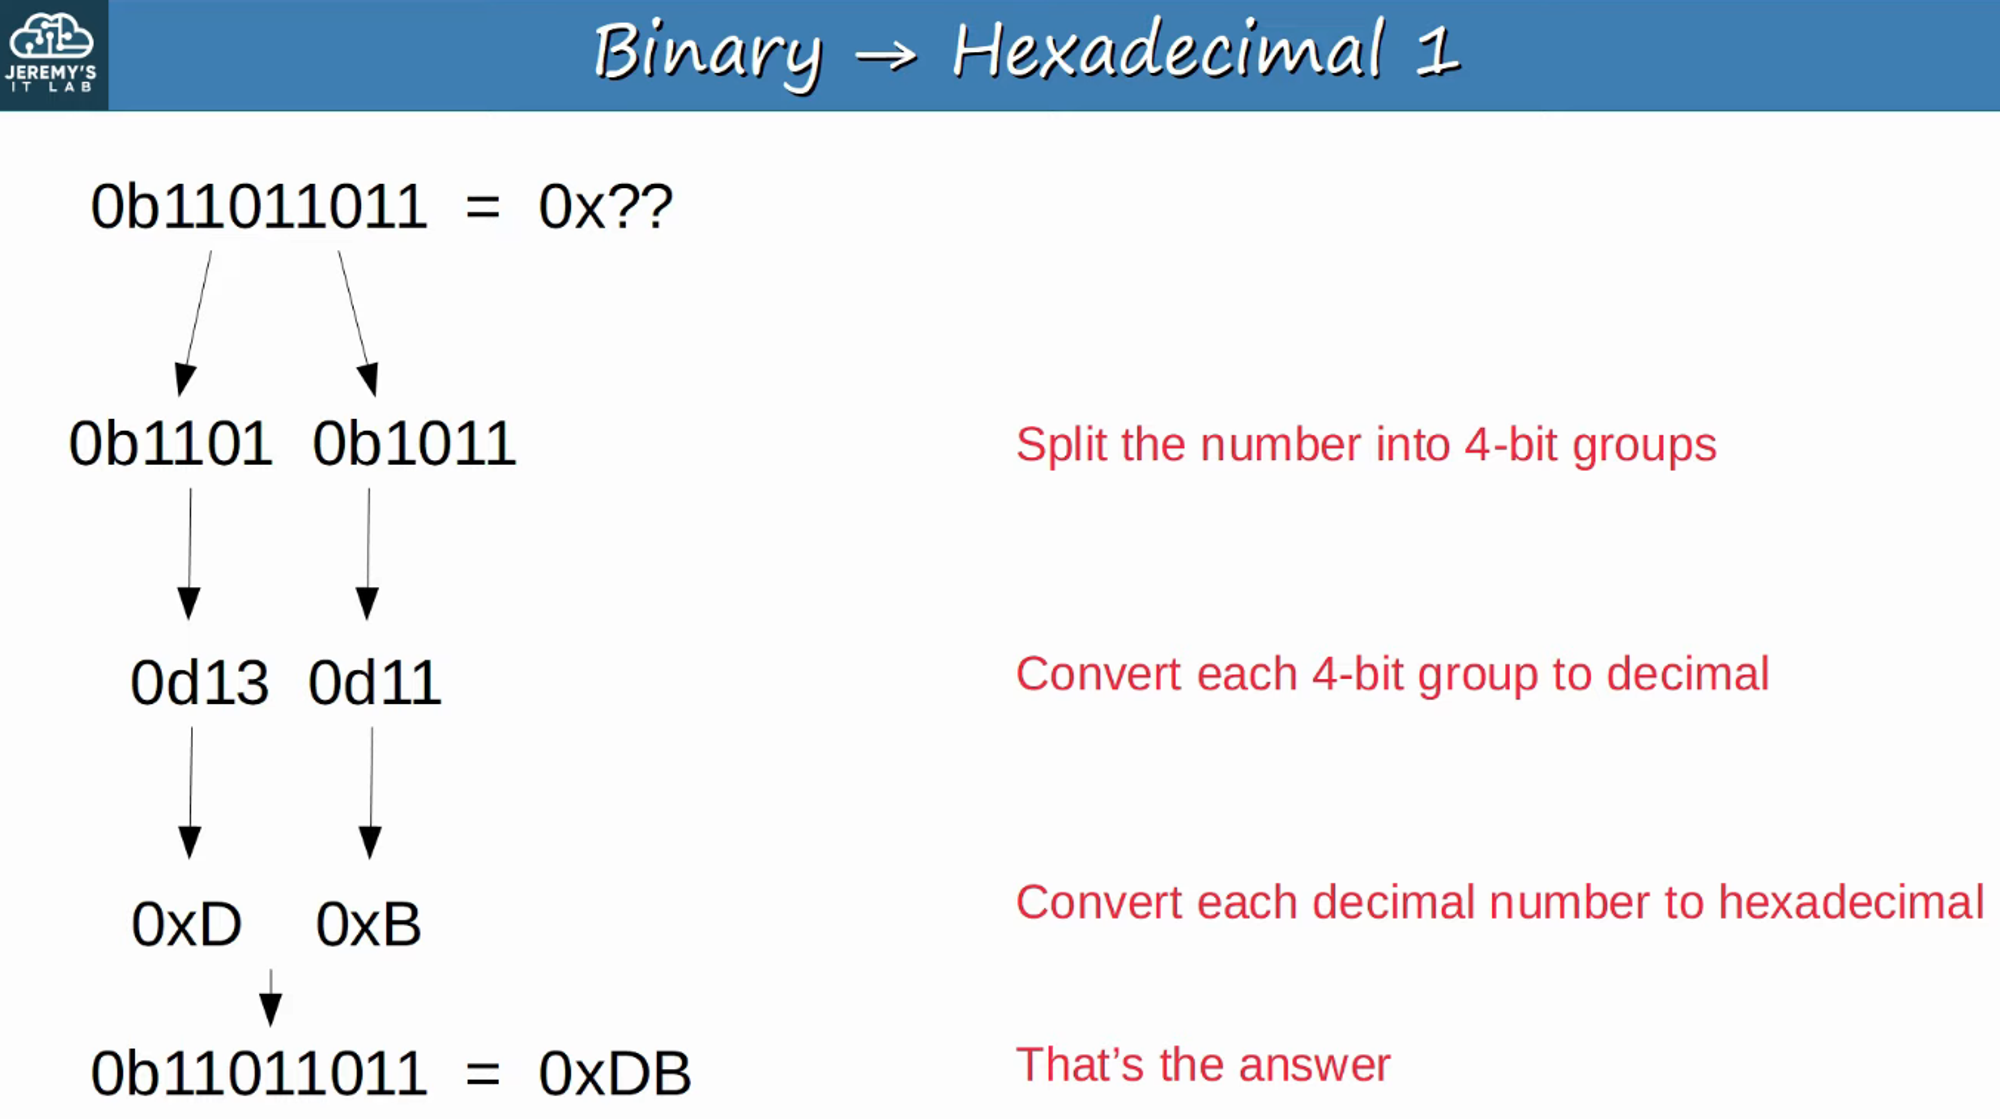 JEREMY'S
IT LAB
Binary → Hexadecimal 1
0b11011011 = 0x??
0b1101 0b1011
Split the number into 4-bit groups
0d13 0d11
Convert each 4-bit group to decimal
0xD 0xB
Convert each decimal number to hexadecimal
0b11011011 = 0xDB
That’s the answer